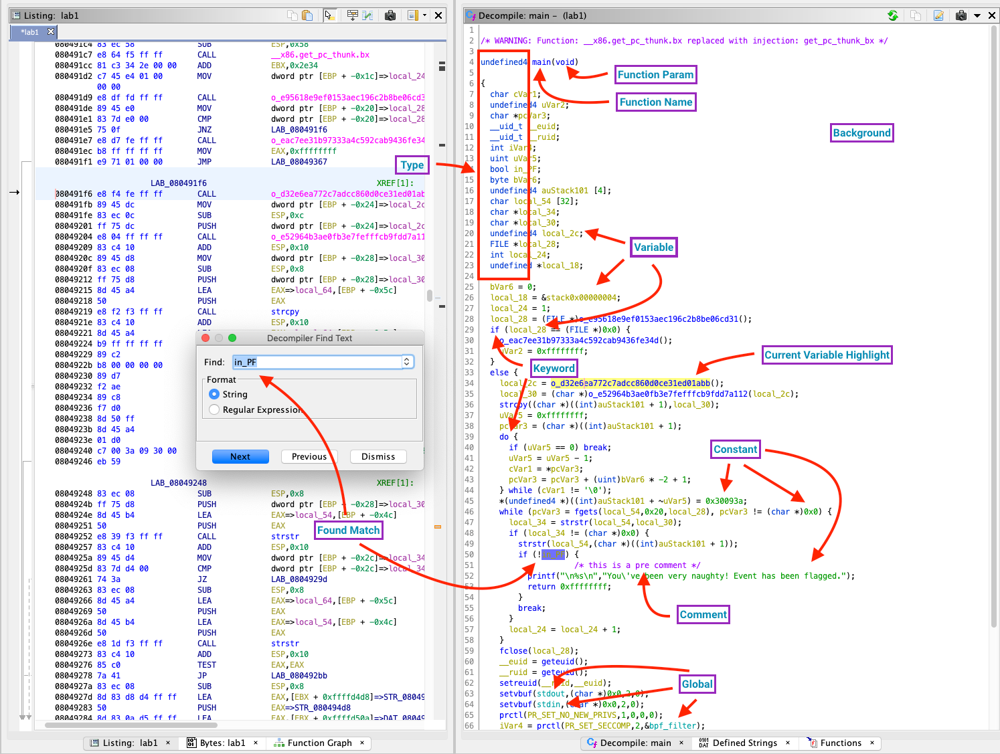 Listing: lab1
*lab1
080491c4 83 ec 58 SUB ESP,0x58
080491c7 e8 64 f5 ff ff CALL __x86.get_pc_thunk.bx
080491cc 81 c3 34 2e 00 00 ADD EBX,0x2e34
080491d2 c7 45 e4 01 00 MOV dword ptr [EBP + -0x1c]=>local_24
00 00
080491d9 e8 df fd ff ff CALL o_e95618e9ef0153aec196c2b8be06cd3
080491de 89 45 e0 MOV dword ptr [EBP + -0x20]=>local_28
080491e1 83 7d e0 00 CMP dword ptr [EBP + -0x20]=>local_28
080491e5 75 0f JNZ LAB_080491f6
080491e7 e8 d7 fe ff ff CALL o_eac7ee31b97333a4c592cab9436fe34
080491ec b8 ff ff ff ff MOV EAX,0xffffffff
080491f1 e9 71 01 00 00 JMP LAB_08049367
LAB_080491f6 XREF[1]:
080491f6 e8 f4 fe ff ff CALL o_d32e6ea772c7adcc860d0ce31ed01ab
080491fb 89 45 dc MOV dword ptr [EBP + -0x24]=>local_2c
080491fe 83 ec 0c SUB ESP,0xc
08049201 ff 75 dc PUSH dword ptr [EBP + -0x24]=>local_2c
08049204 e8 04 ff ff ff CALL o_e52964b3ae0fb3e7fefffcb9fdd7a11
08049209 83 c4 10 ADD ESP,0x10
0804920c 89 45 d8 MOV dword ptr [EBP + -0x28]=>local_30
0804920f 83 ec 08 SUB ESP,0x8
08049212 ff 75 d8 PUSH dword ptr [EBP + -0x28]=>local_30
08049215 8d 45 a4 LEA EAX=>local_64,[EBP + -0x5c]
08049218 50 PUSH EAX
08049219 e8 f2 f3 ff ff CALL strcpy
0804921e 83 c4 10 ADD ESP,0x10
08049221 8d 45 a4
08049224 b9 ff ff ff ff
08049229 89 c2
0804922b b8 00 00 00 00
08049230 89 d7
08049232 f2 ae
08049234 89 c8
08049236 f7 d0
08049238 8d 50 ff
0804923b 8d 45 a4
0804923e 01 d0
08049240 c7 00 3a 09 30 00
08049246 eb 59
LAB_08049248 XREF[1]:
08049248 83 ec 08 SUB ESP,0x8
0804924b ff 75 d8 PUSH dword ptr [EBP + -0x28]=>local_30
0804924e 8d 45 b4 LEA EAX=>local_54,[EBP + -0x4c]
08049251 50 PUSH EAX
08049252 e8 39 f3 ff ff CALL strstr
08049257 83 c4 10 ADD ESP,0x10
0804925a 89 45 d4 MOV dword ptr [EBP + -0x2c]=>local_34
0804925d 83 7d d4 00 CMP dword ptr [EBP + -0x2c]=>local_34
08049261 74 3a JZ LAB_0804929d
08049263 83 ec 08 SUB ESP,0x8
08049266 8d 45 a4 LEA EAX=>local_64,[EBP + -0x5c]
08049269 50 PUSH EAX
0804926a 8d 45 b4 LEA EAX=>local_54,[EBP + -0x4c]
0804926d 50 PUSH EAX
0804926e e8 1d f3 ff ff CALL strstr
08049273 83 c4 10 ADD ESP,0x10
08049276 85 c0 TEST EAX,EAX
08049278 7a 41 JP LAB_080492bb
0804927a 83 ec 08 SUB ESP,0x8
0804927d 8d 83 d8 d4 ff ff LEA EAX,[EBX + 0xffffd4d8]=>STR_08049
08049283 50 PUSH EAX=>STR_080494d8
08049284 8d 83 0a d5 ff ff LEA EAX,[EBX + 0xffffd50a]=>DAT_08049
Listing: lab1 ×
Bytes: lab1 ×
Function Graph ×
Decompiler Find Text
Find: in_PF
Format
String
Regular Expression
Next
Previous
Dismiss
Type
Found Match
Decompile: main – (lab1)
1
2 /* WARNING: Function: __x86.get_pc_thunk.bx replaced with injection: get_pc_thunk_bx */
3
4 undefined4 main(void)
5
6 {
7 char cVar1;
8 undefined4 uVar2;
9 char *pcVar3;
10 __uid_t __euid;
11 __uid_t __ruid;
12 int iVar4;
13 uint uVar5;
14 bool in_PF;
15 byte bVar6;
16 undefined4 auStack101 [4];
17 char local_54 [32];
18 char *local_34;
19 char *local_30;
20 undefined4 local_2c;
21 FILE *local_28;
22 int local_24;
23 undefined *local_18;
24
25 bVar6 = 0;
26 local_18 = &stack0x00000004;
27 local_24 = 1;
28 local_28 = (FILE *)o_e95618e9ef0153aec196c2b8be06cd31();
29 if (local_28 == (FILE *)0x0) {
30 o_eac7ee31b97333a4c592cab9436fe34d();
31 uVar2 = 0xffffffff;
32 }
33 else {
34 local_2c = o_d32e6ea772c7adcc860d0ce31ed01abb();
35 local_30 = (char *)o_e52964b3ae0fb3e7fefffcb9fdd7a112(local_2c);
36 strcpy((char *)((int)auStack101 + 1),local_30);
37 uVar5 = 0xffffffff;
38 pcVar3 = (char *)((int)auStack101 + 1);
39 do {
40 if (uVar5 == 0) break;
41 uVar5 = uVar5 - 1;
42 cVar1 = *pcVar3;
43 pcVar3 = pcVar3 + (uint)bVar6 * -2 + 1;
44 } while (cVar1 != '\0');
45 *(undefined4 *)((int)auStack101 + ~uVar5) = 0x30093a;
46 while (pcVar3 = fgets(local_54,0x20,local_28), pcVar3 != (char *)0x0) {
47 local_34 = strstr(local_54,local_30);
48 if (local_34 != (char *)0x0) {
49 strstr(local_54,(char *)((int)auStack101 + 1));
50 if (!in_PF) {
51 /* this is a pre comment */
52 printf("\n%s\n","You\'ve been very naughty! Event has been flagged.");
53 return 0xffffffff;
54 }
55 break;
56 }
57 local_24 = local_24 + 1;
58 }
59 fclose(local_28);
60 __euid = geteuid();
61 __ruid = geteuid();
62 setreuid(__ruid,__euid);
63 setvbuf(stdout,(char *)0x0,2,0);
64 setvbuf(stdin,(char *)0x0,2,0);
65 prctl(PR_SET_NO_NEW_PRIVS,1,0,0,0);
66 iVar4 = prctl(PR_SET_SECCOMP,2,&bpf_filter);
Function Param
Function Name
Background
Variable
Current Variable Highlight
Keyword
Constant
Comment
Global
Decompile: main ×
Defined Strings ×
Functions ×